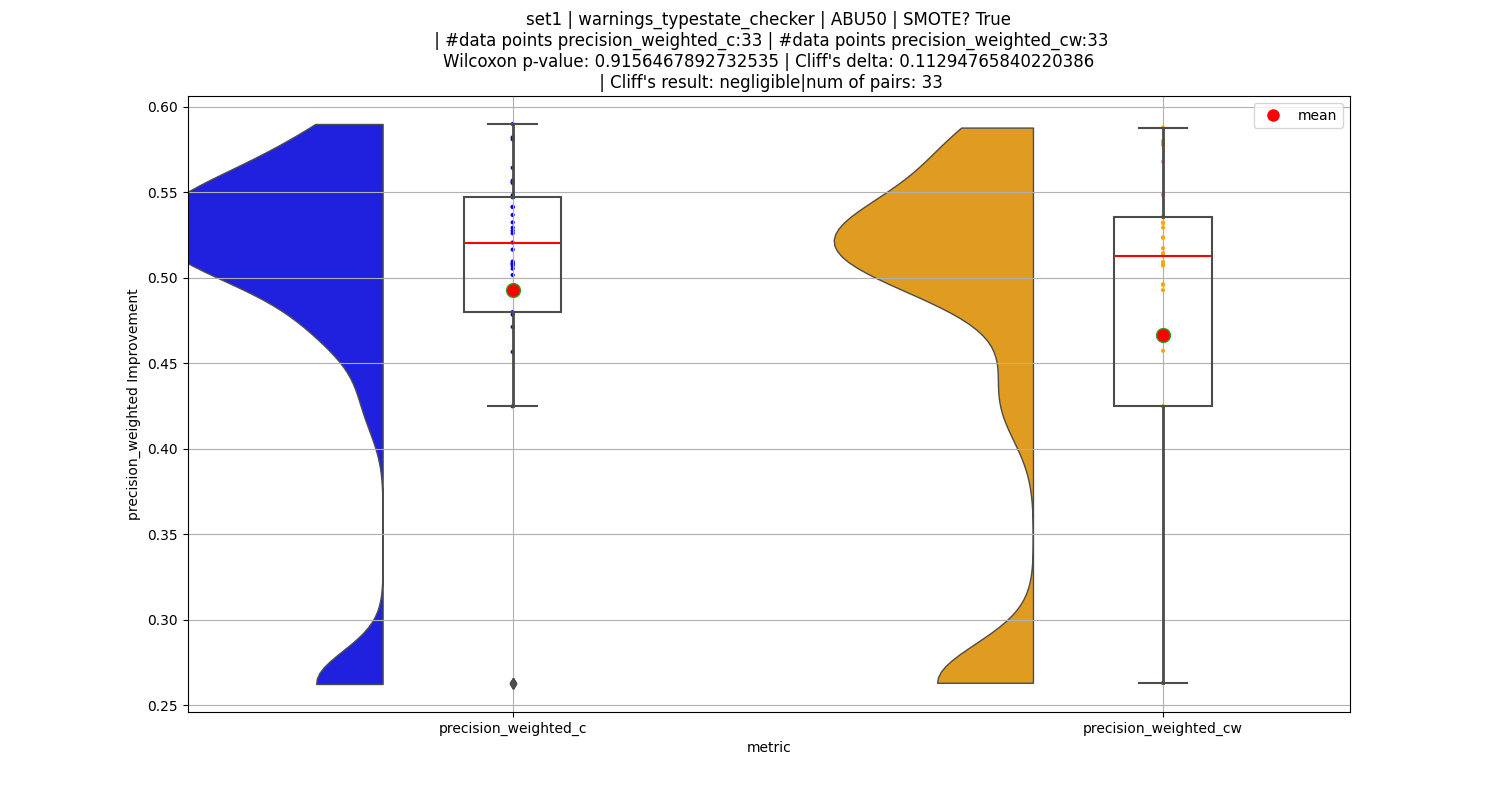 set1 | warnings_typestate_checker | ABU50 | SMOTE? True
| #data points precision_weighted_c:33 | #data points precision_weighted_cw:33
Wilcoxon p-value: 0.9156467892732535 | Cliff's delta: 0.11294765840220386
| Cliff's result: negligible|num of pairs: 33
mean
0.60
0.55
0.50
0.45
0.40
0.35
0.30
0.25
precision_weighted Improvement
precision_weighted_c
precision_weighted_cw
metric